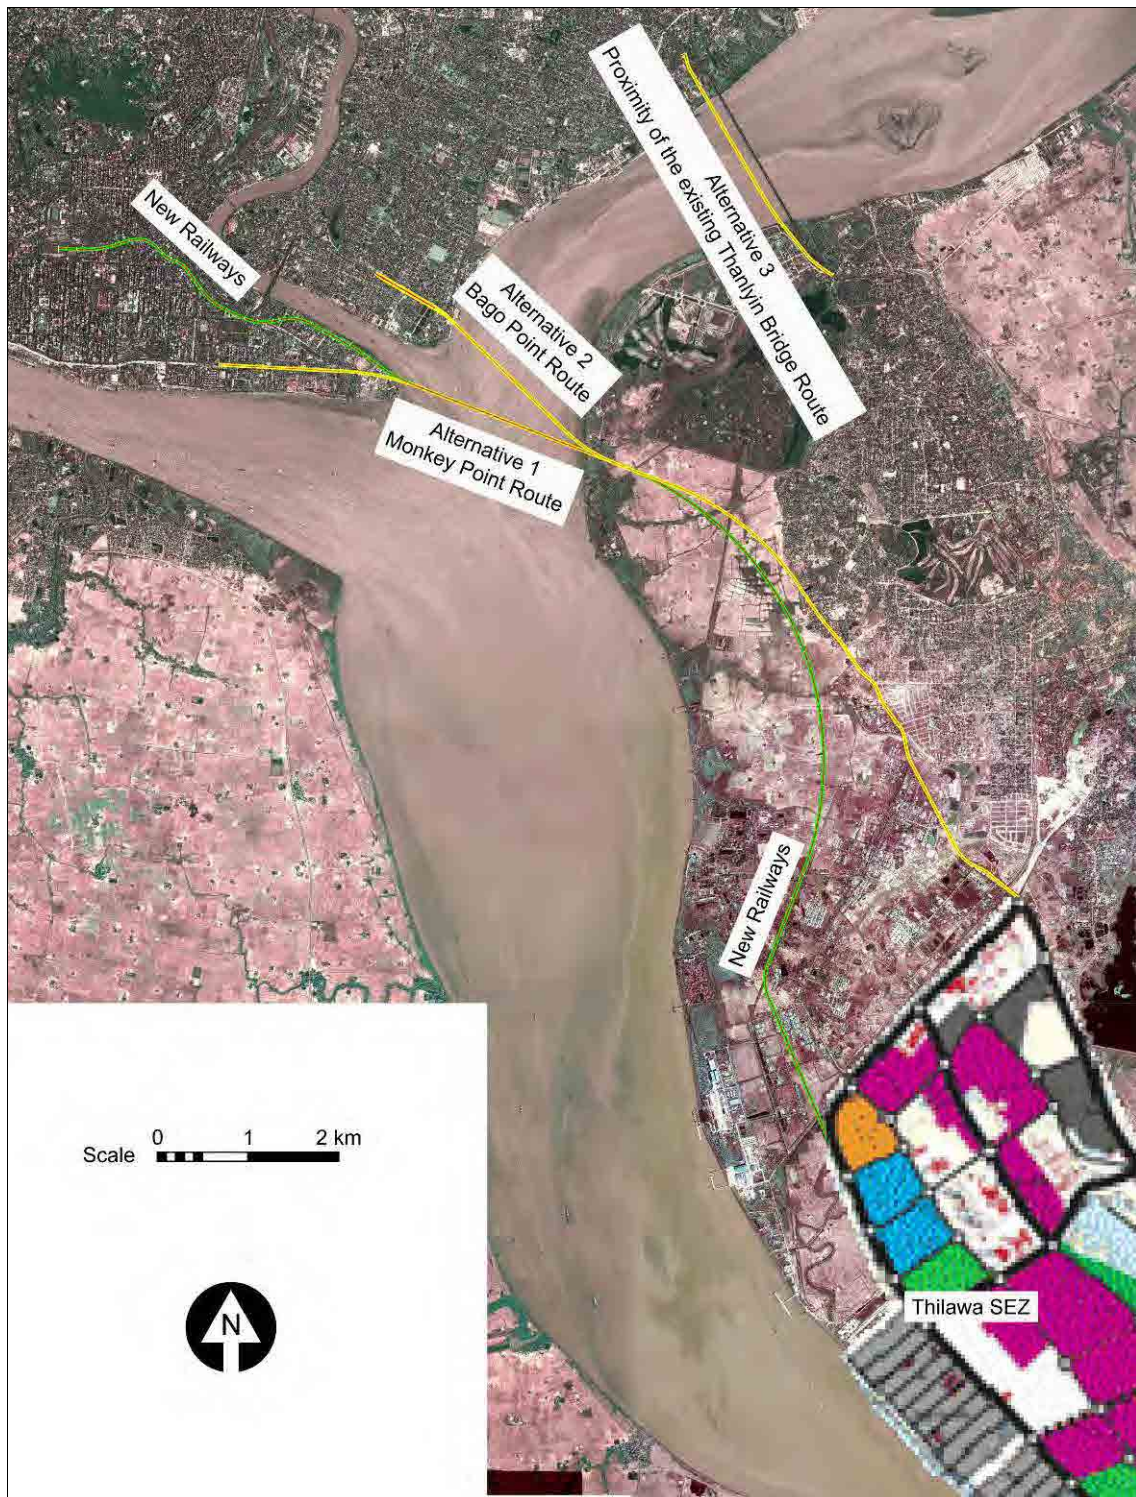 Proximity of the existing Thanlyin Bridge Route
Alternative 3
New Railways
Alternative 2
Bago Point Route
Alternative 1
Monkey Point Route
New Railways
Scale 0 1 2 km
N
Thilawa SEZ